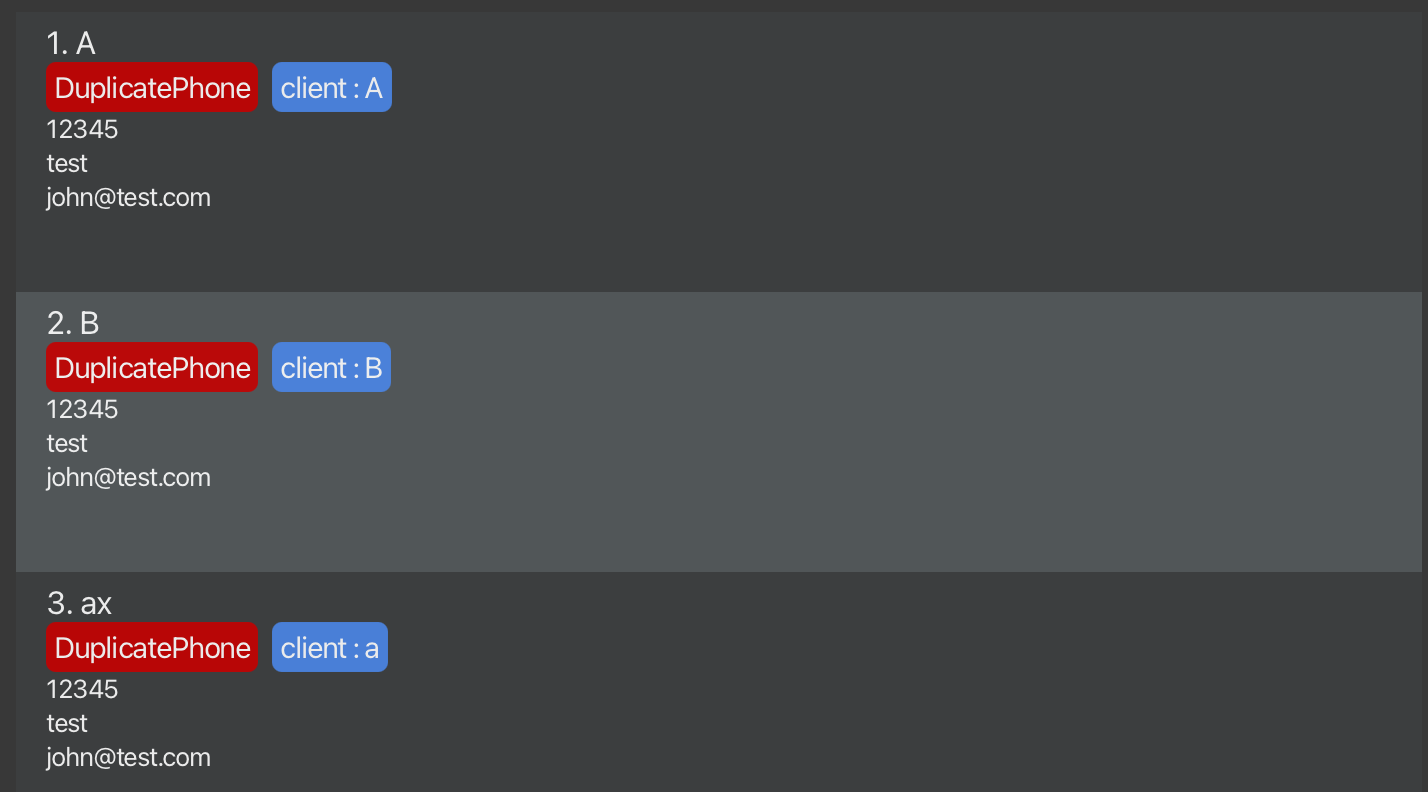 1. A
DuplicatePhone client : A
12345
test
john@test.com
2. B
DuplicatePhone client : B
12345
test
john@test.com
3. ax
DuplicatePhone client : a
12345
test
john@test.com